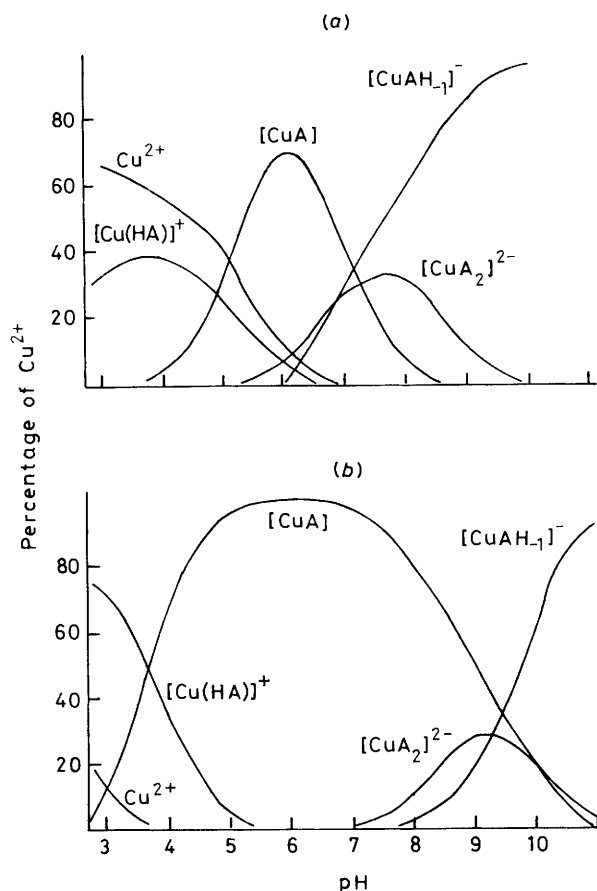 (a)
[CuAH₋₁]⁻
80
[CuA]
Cu²⁺
60
[Cu(HA)]⁺
40
[CuA₂]²⁻
20
Percentage of Cu²⁺
(b)
[CuA]
[CuAH₋₁]⁻
80
60
[Cu(HA)]⁺
40
[CuA₂]²⁻
20
Cu²⁺
3 4 5 6 7 8 9 10
pH